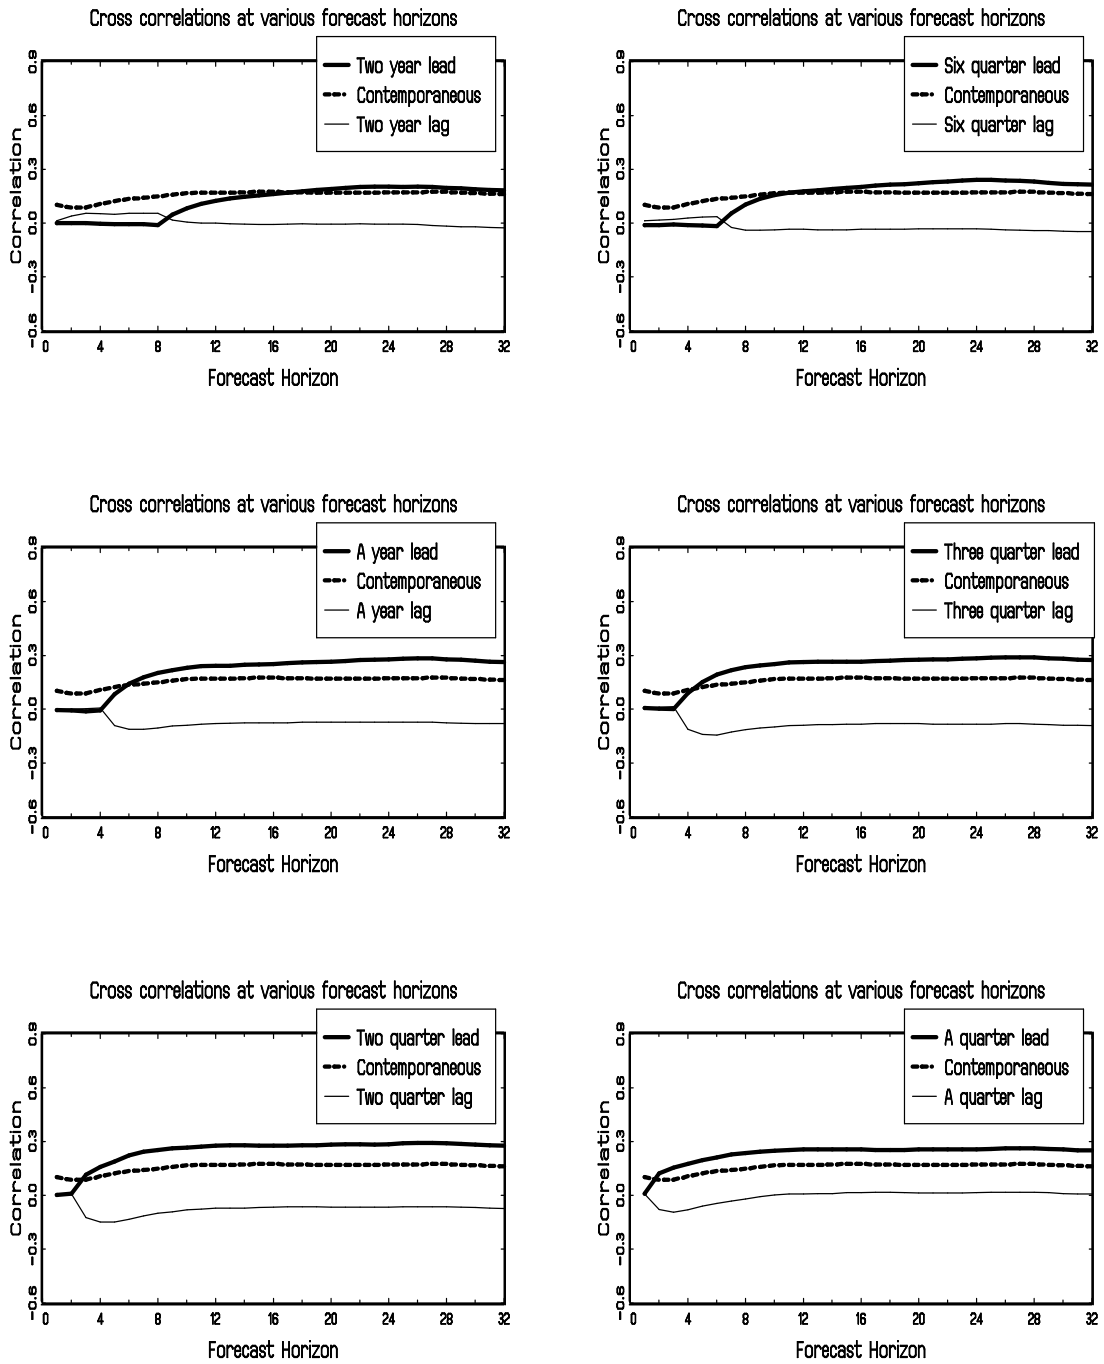 Cross correlations at various forecast horizons
Two year lead
Contemporaneous
Two year lag
Correlation
0.9
0.6
0.3
0.0
-0.3
-0.6
0 4 8 12 16 20 24 28 32
Forecast Horizon
Cross correlations at various forecast horizons
Six quarter lead
Contemporaneous
Six quarter lag
Correlation
0.9
0.6
0.3
0.0
-0.3
-0.6
0 4 8 12 16 20 24 28 32
Forecast Horizon
Cross correlations at various forecast horizons
A year lead
Contemporaneous
A year lag
Correlation
0.9
0.6
0.3
0.0
-0.3
-0.6
0 4 8 12 16 20 24 28 32
Forecast Horizon
Cross correlations at various forecast horizons
Three quarter lead
Contemporaneous
Three quarter lag
Correlation
0.9
0.6
0.3
0.0
-0.3
-0.6
0 4 8 12 16 20 24 28 32
Forecast Horizon
Cross correlations at various forecast horizons
Two quarter lead
Contemporaneous
Two quarter lag
Correlation
0.9
0.6
0.3
0.0
-0.3
-0.6
0 4 8 12 16 20 24 28 32
Forecast Horizon
Cross correlations at various forecast horizons
A quarter lead
Contemporaneous
A quarter lag
Correlation
0.9
0.6
0.3
0.0
-0.3
-0.6
0 4 8 12 16 20 24 28 32
Forecast Horizon